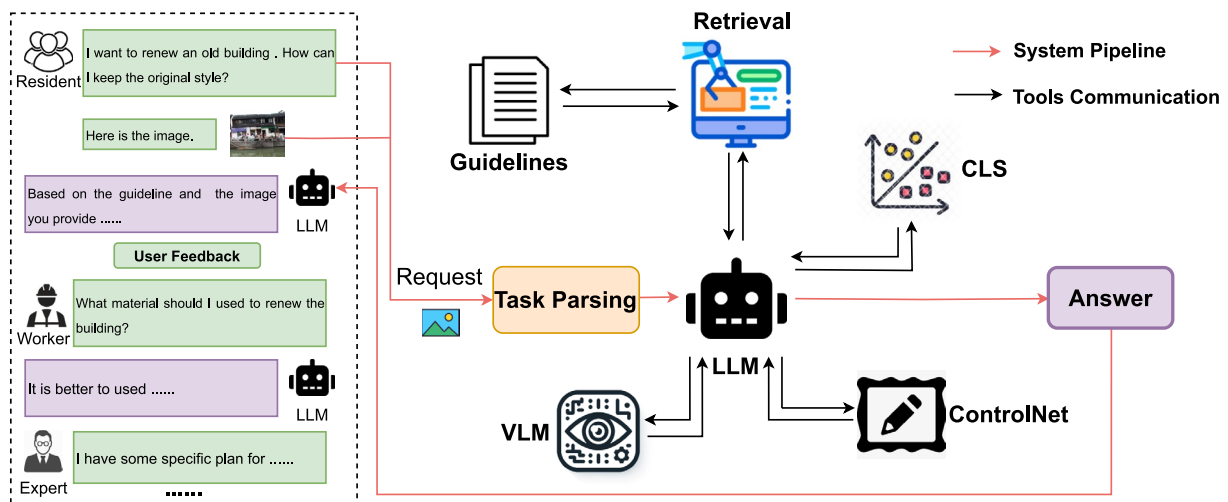 Resident
I want to renew an old building . How can
I keep the original style?
Here is the image.
Based on the guideline and the image
you provide ......
LLM
User Feedback
Worker
What material should I used to renew the
building?
It is better to used ......
LLM
Expert
I have some specific plan for ......
......
Request
Task Parsing
LLM
Guidelines
Retrieval
CLS
VLM
ControlNet
Answer
System Pipeline
Tools Communication